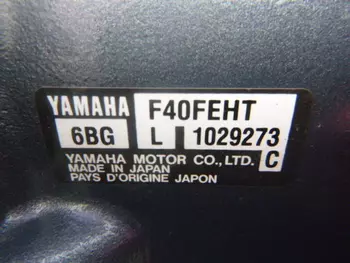 YAMAHA F40FEHT
6BG L 1029273
YAMAHA MOTOR CO., LTD. C
MADE IN JAPAN
PAYS D'ORIGINE JAPON